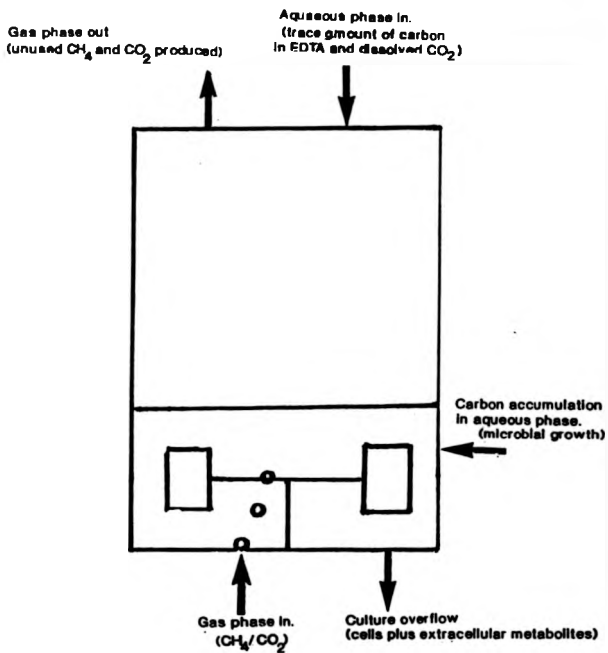 Gas phase out
(unused CH₄ and CO₂ produced)
Aqueous phase in.
(trace amount of carbon
in EDTA and dissolved CO₂)
Carbon accumulation
in aqueous phase.
(microbial growth)
Gas phase in.
(CH₄/CO₂)
Culture overflow
(cells plus extracellular metabolites)